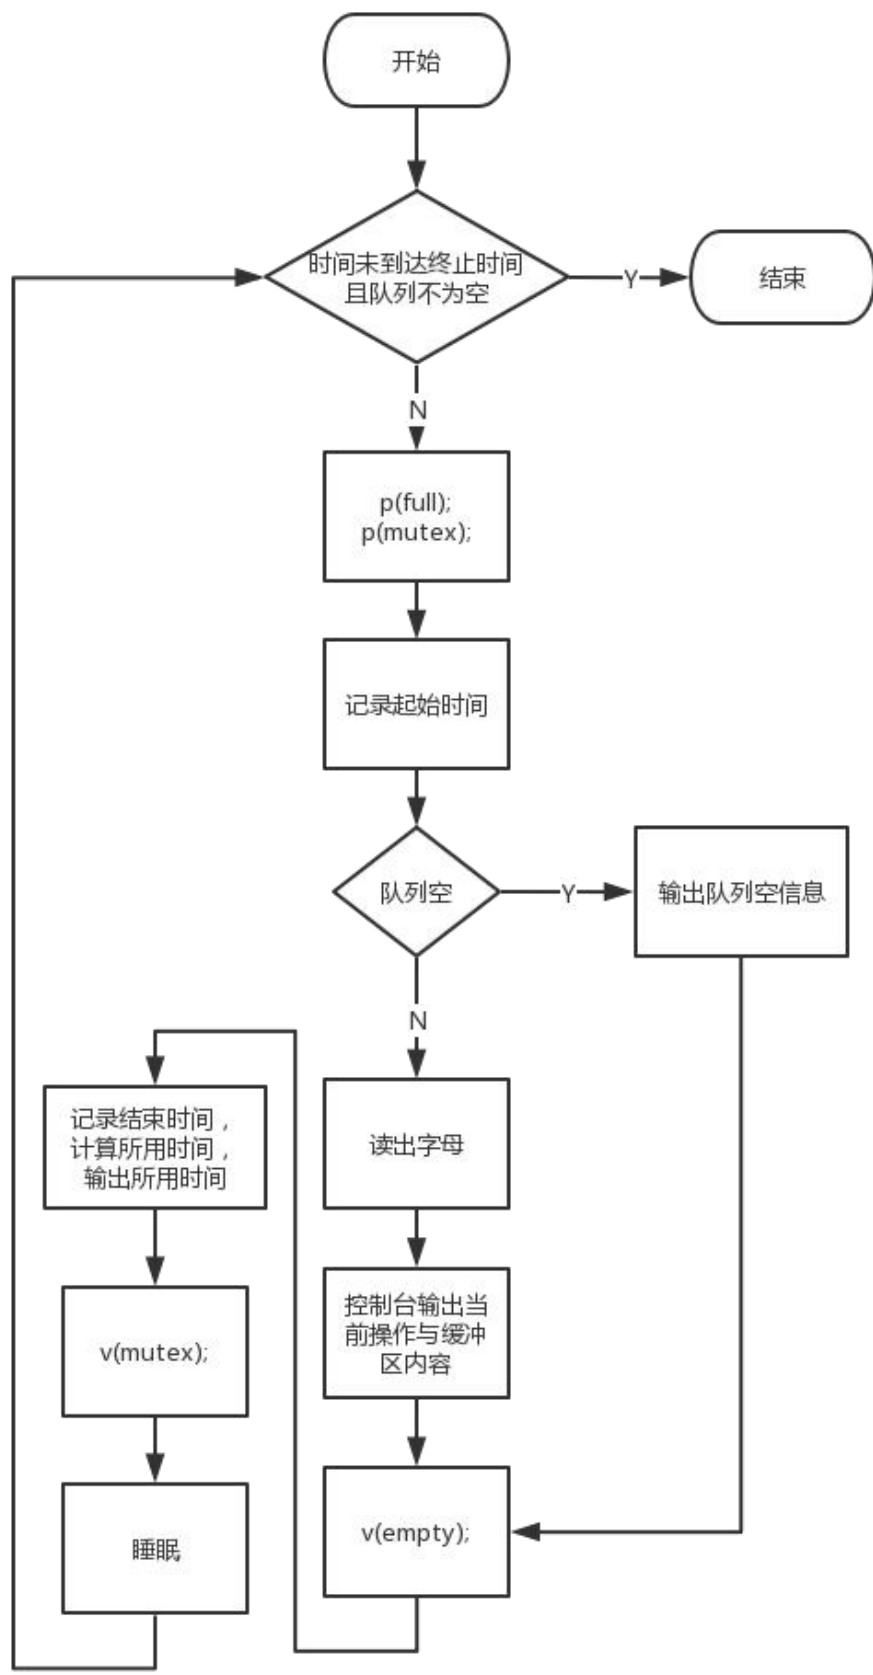 开始
时间未到达终止时间
且队列不为空
Y
结束
N
p(full);
p(mutex);
记录起始时间
队列空
Y
输出队列空信息
N
记录结束时间，
计算所用时间，
输出所用时间
读出字母
控制台输出当
前操作与缓冲
区内容
v(mutex);
v(empty);
睡眠